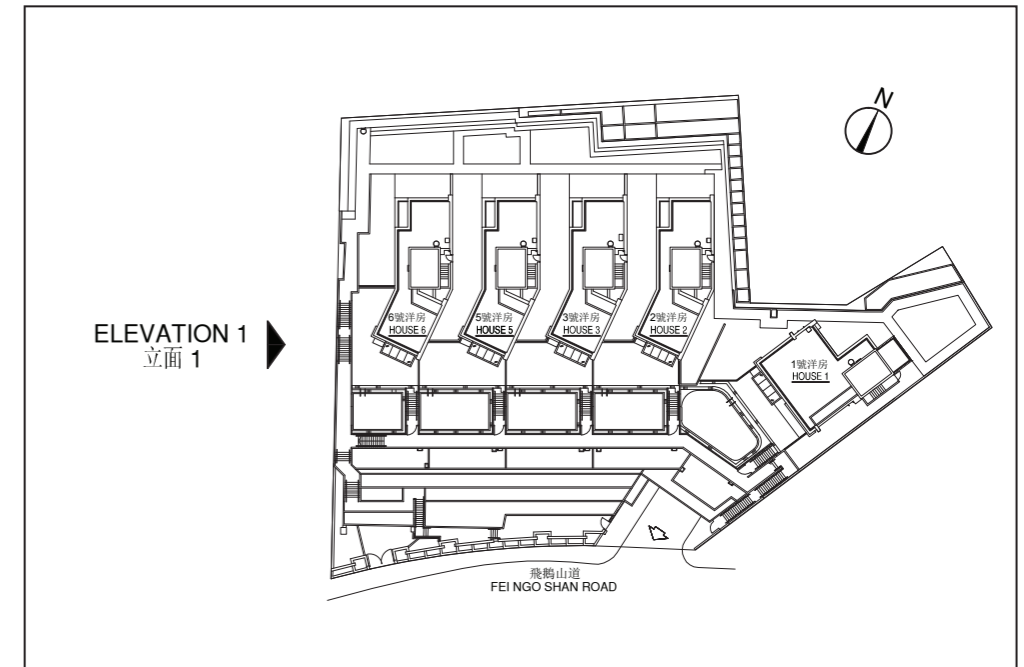 N
ELEVATION 1
立面 1
6號洋房
HOUSE 6
5號洋房
HOUSE 5
3號洋房
HOUSE 3
2號洋房
HOUSE 2
1號洋房
HOUSE 1
飛鵝山道
FEI NGO SHAN ROAD